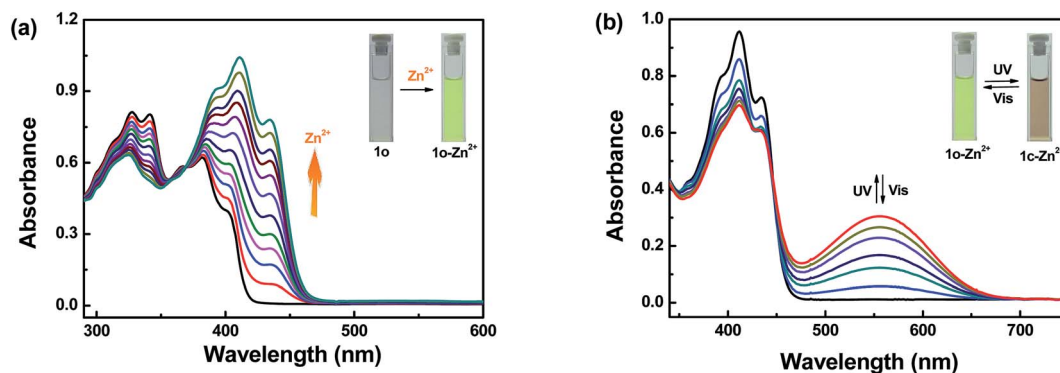 (a)
1.2
0.9
0.6
0.3
0.0
Absorbance
300 400 500 600
Wavelength (nm)
Zn²⁺
1o
Zn²⁺
1o-Zn²⁺
(b)
1.0
0.8
0.6
0.4
0.2
0.0
Absorbance
400 500 600 700
Wavelength (nm)
UV
Vis
1o-Zn²⁺ 1c-Zn²
UV Vis